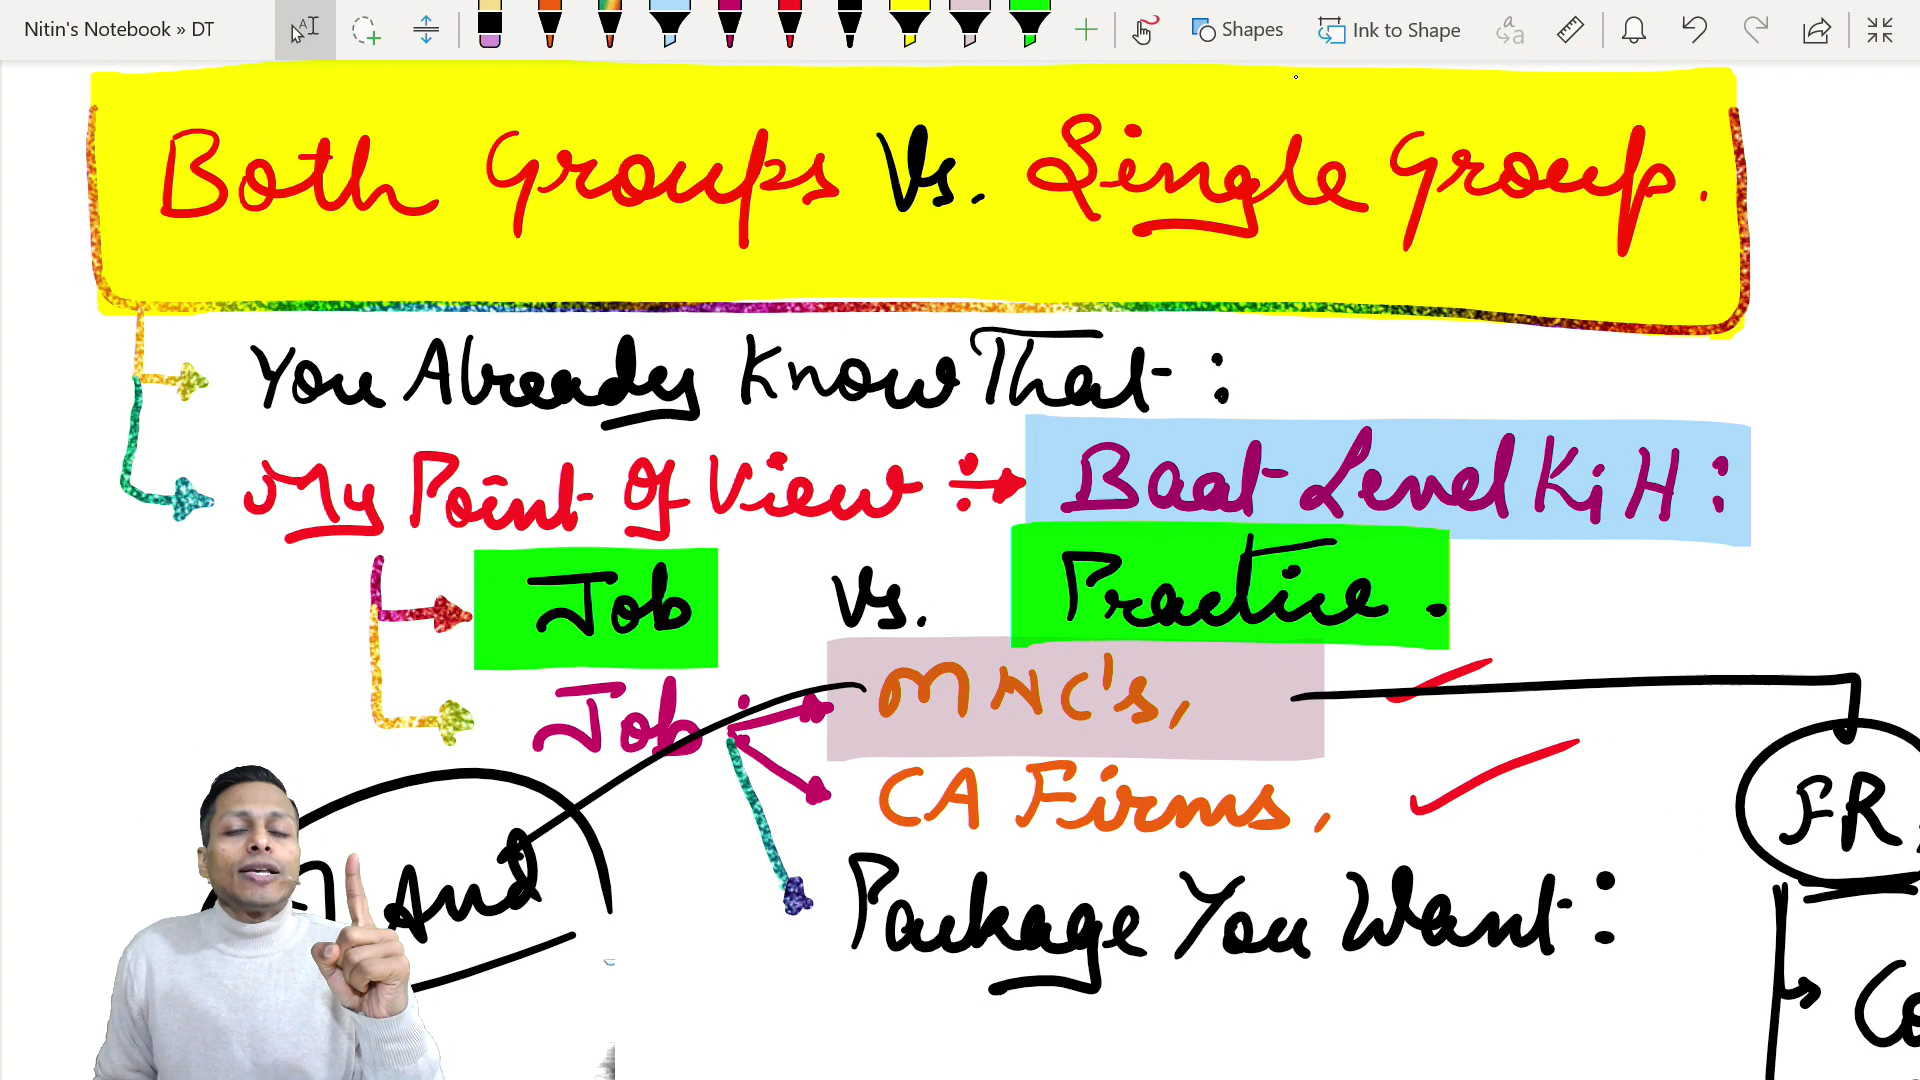 Nitin's Notebook » DT
Shapes
Ink to Shape
Both Groups Vs. Single Group.
You Already Know That :
My Point Of View ÷→ Baat Level Ki H :
Job Vs. Practice.
Job : MNC's,
CA Firms,
FR
And
Package You Want :
Co